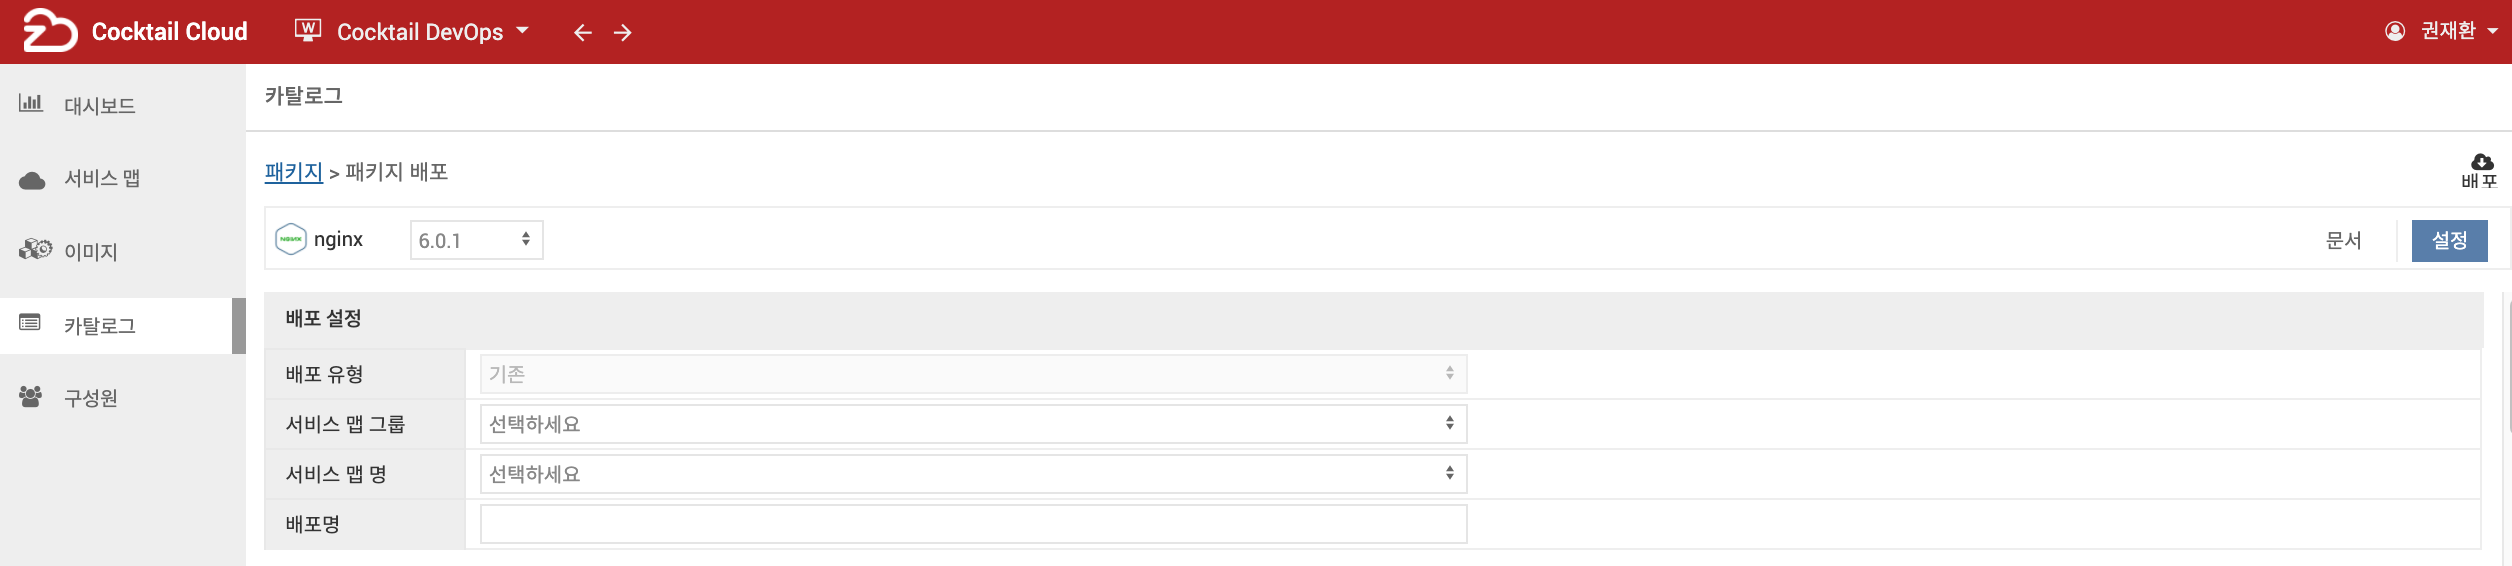 Cocktail Cloud W Cocktail DevOps 권재환
대시보드
서비스 맵
이미지
카탈로그
구성원
카탈로그
패키지 > 패키지 배포
배포
NGINX nginx 6.0.1 문서 설정
배포 설정
배포 유형 기존
서비스 맵 그룹 선택하세요
서비스 맵 명 선택하세요
배포명